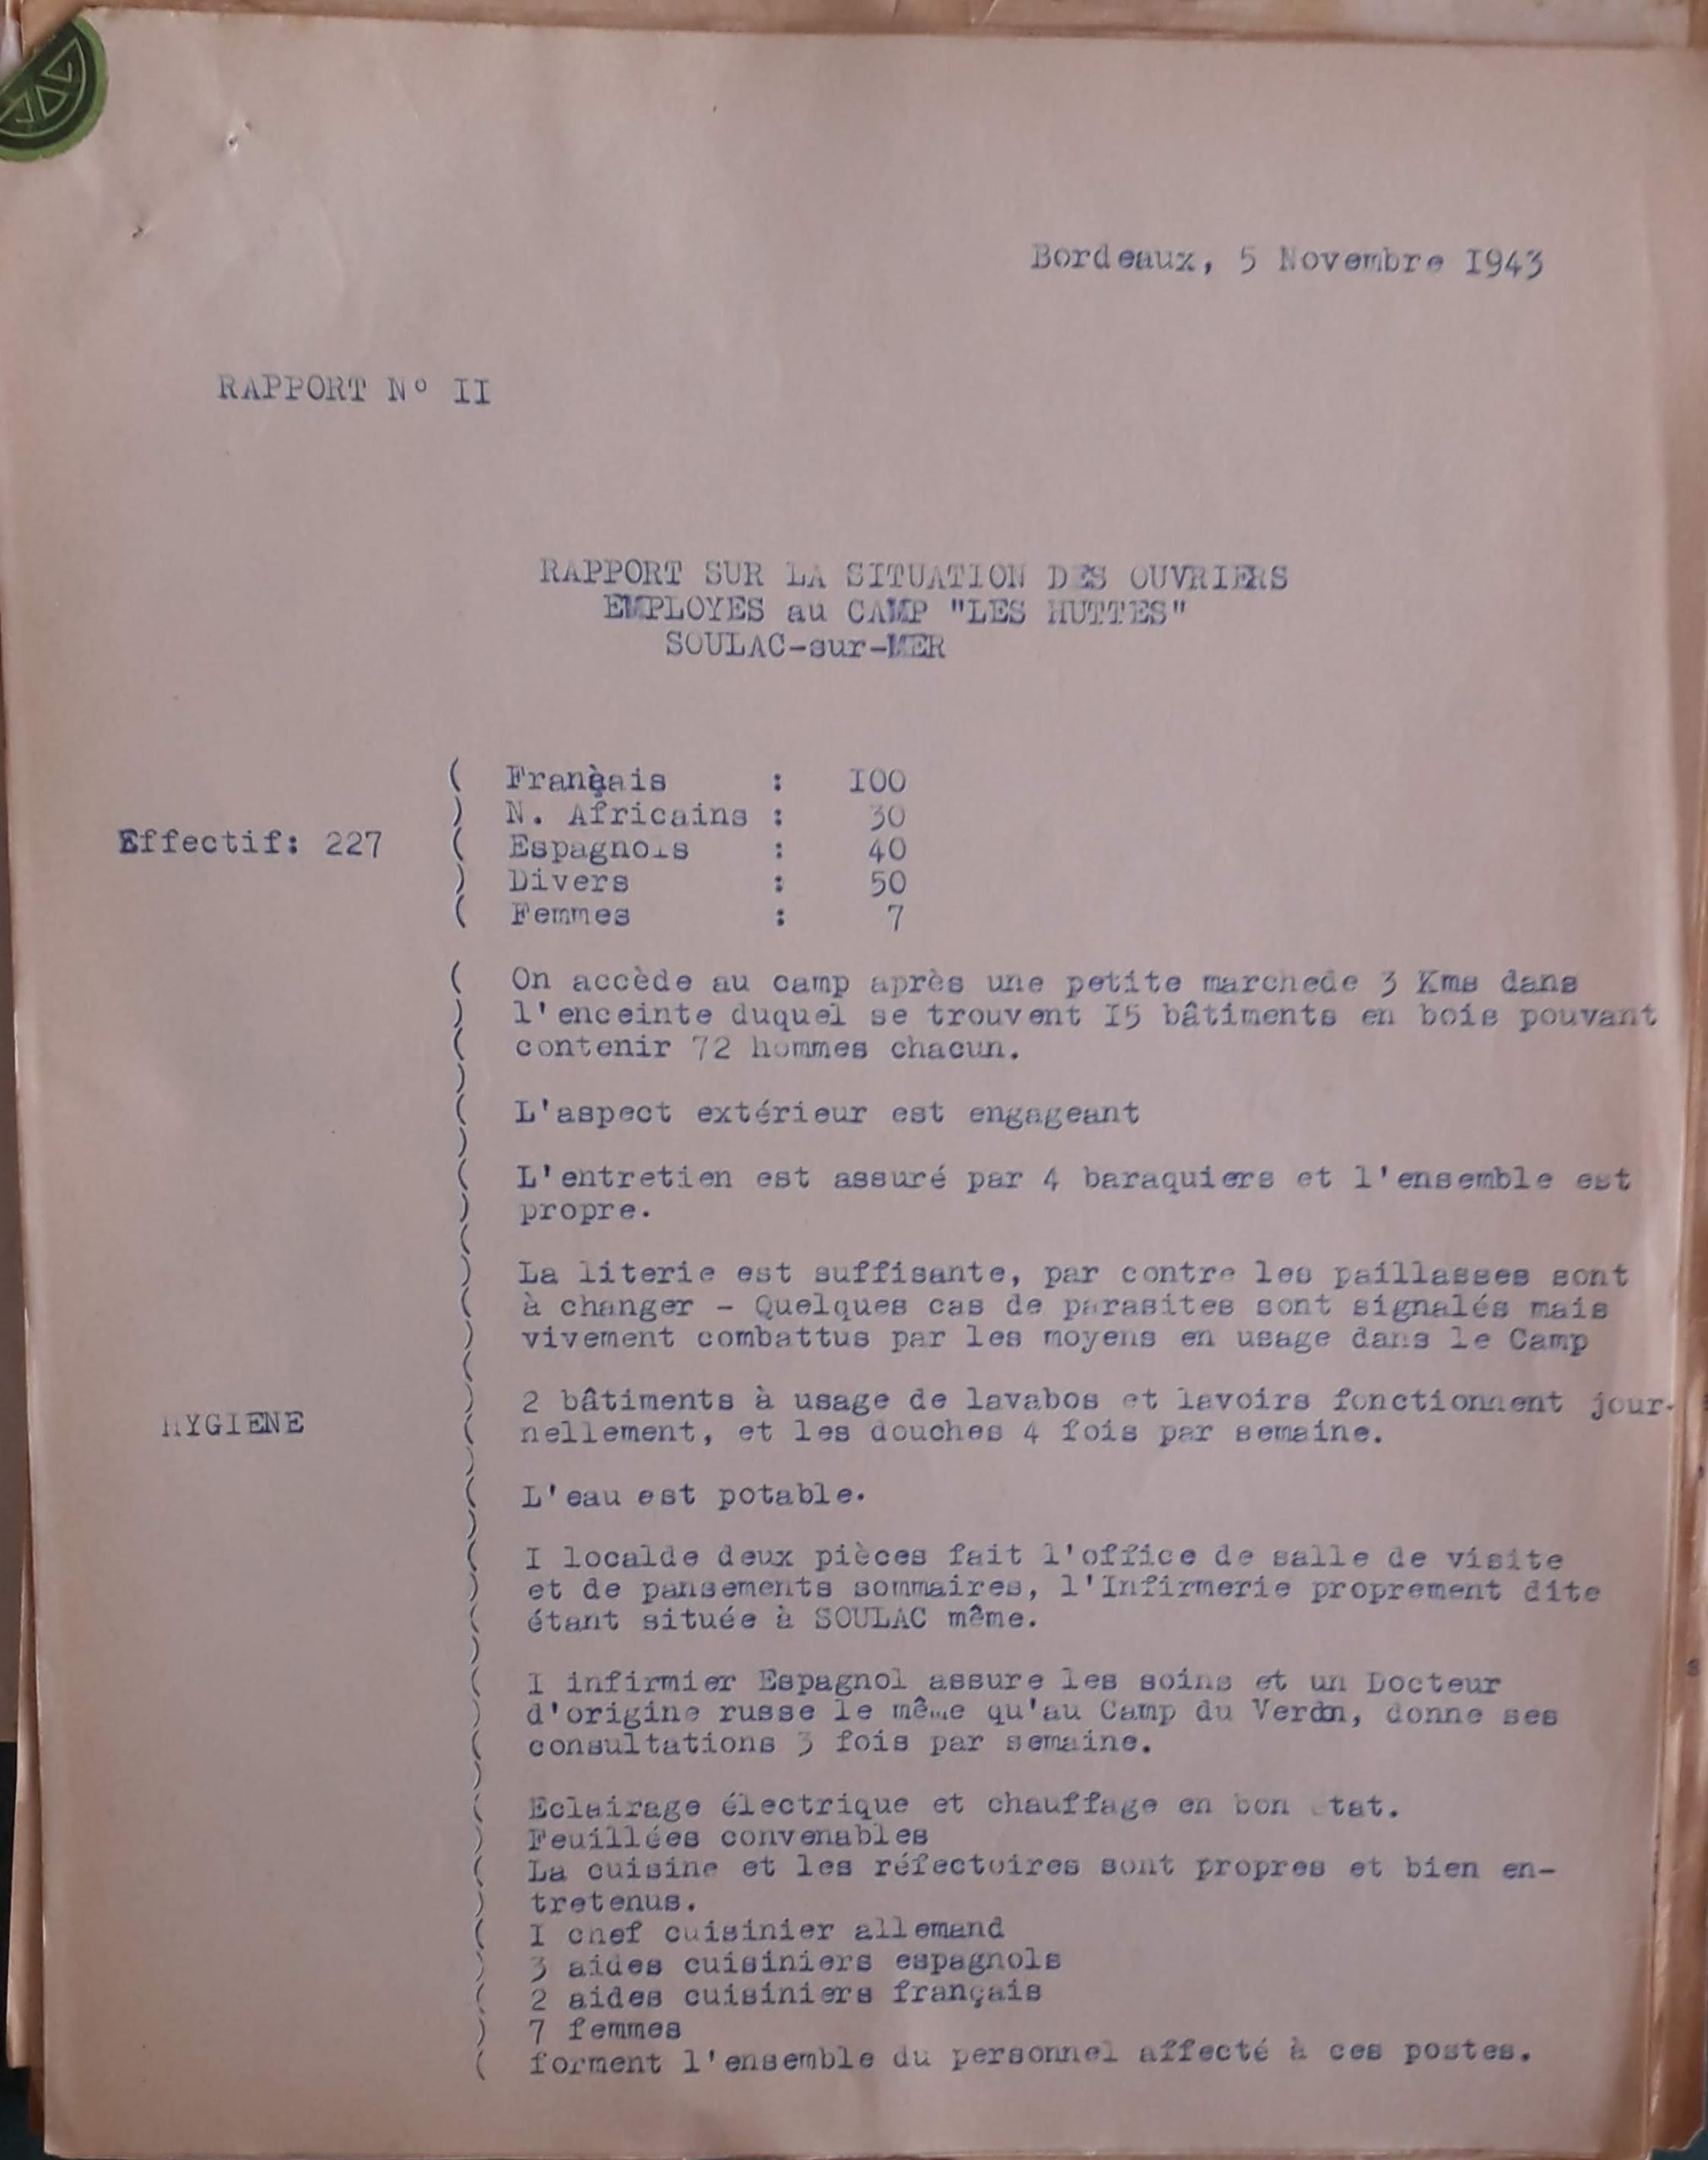 Bordeaux, 5 Novembre I943
RAPPORT N° II
RAPPORT SUR LA SITUATION DES OUVRIERS
EMPLOYES au CAMP "LES HUTTES"
SOULAC-sur-MER
Effectif: 227
Français : I00
N. Africains : 30
Espagnols : 40
Divers : 50
Femmes : 7
HYGIENE
On accède au camp après une petite marchede 3 Kms dans
l'enceinte duquel se trouvent I5 bâtiments en bois pouvant
contenir 72 hommes chacun.
L'aspect extérieur est engageant
L'entretien est assuré par 4 baraquiers et l'ensemble est
propre.
La literie est suffisante, par contre les paillasses sont
à changer - Quelques cas de parasites sont signalés mais
vivement combattus par les moyens en usage dans le Camp
2 bâtiments à usage de lavabos et lavoirs fonctionnent jour-
nellement, et les douches 4 fois par semaine.
L'eau est potable.
I localde deux pièces fait l'office de salle de visite
et de pansements sommaires, l'Infirmerie proprement dite
étant située à SOULAC même.
I infirmier Espagnol assure les soins et un Docteur
d'origine russe le même qu'au Camp du Verdon, donne ses
consultations 3 fois par semaine.
Eclairage électrique et chauffage en bon état.
Feuillées convenables
La cuisine et les réfectoires sont propres et bien en-
tretenus.
I chef cuisinier allemand
3 aides cuisiniers espagnols
2 aides cuisiniers français
7 femmes
forment l'ensemble du personnel affecté à ces postes.